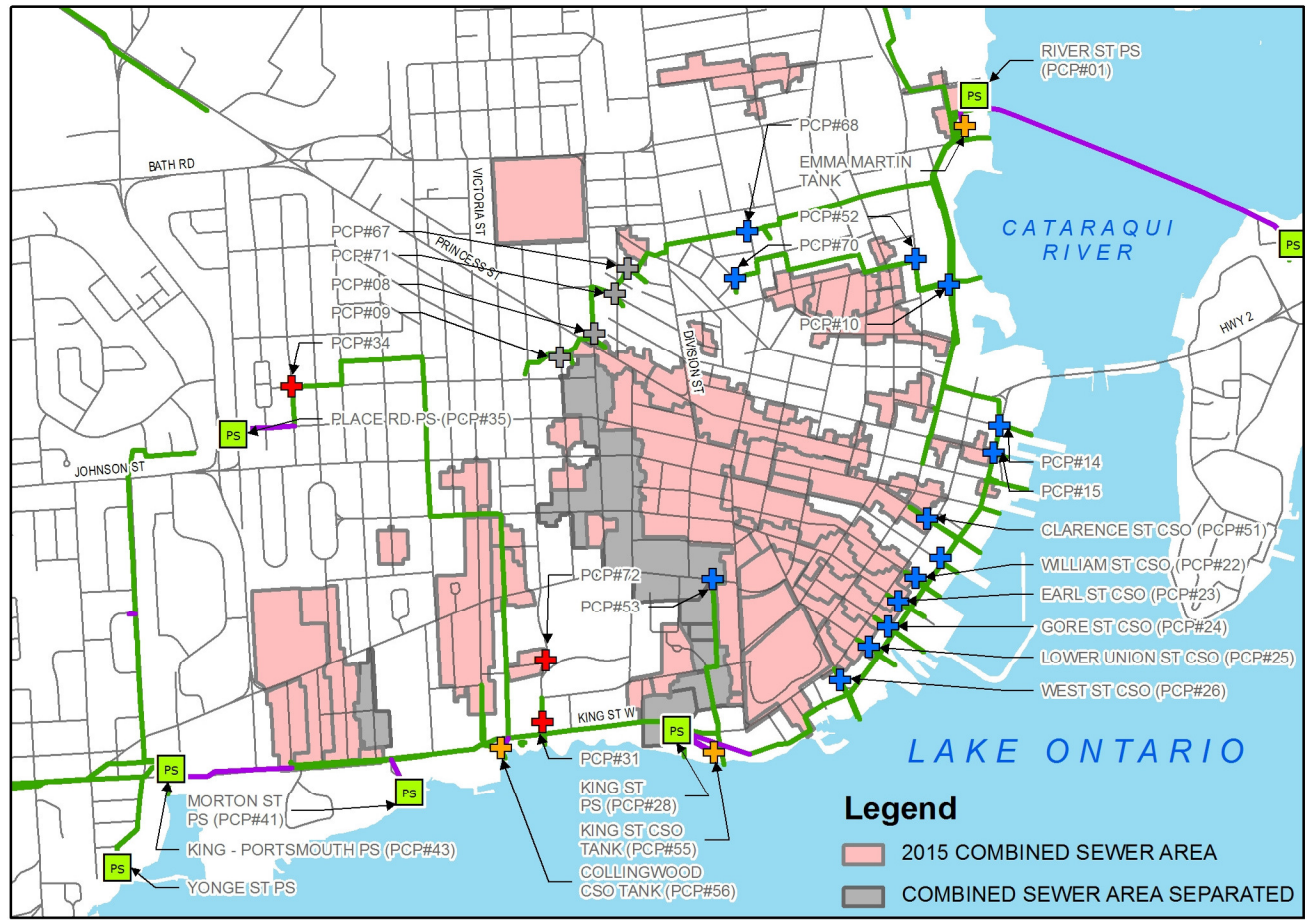 RIVER ST PS
(PCP#01)
PS
PCP#68
EMMA MARTIN
TANK
BATH RD
VICTORIA ST
PCP#67
PCP#71
PCP#08
PCP#09
PCP#34
PRINCESS ST
PCP#52
PCP#70
CATARAQUI
RIVER
PS
PCP#10
HWY 2
DIVISION ST
PS
PLACE RD PS (PCP#35)
JOHNSON ST
PCP#14
PCP#15
CLARENCE ST CSO (PCP#51)
WILLIAM ST CSO (PCP#22)
EARL ST CSO (PCP#23)
GORE ST CSO (PCP#24)
LOWER UNION ST CSO (PCP#25)
WEST ST CSO (PCP#26)
PCP#72
PCP#53
KING ST W
PS
PS
PS
PS
LAKE ONTARIO
PCP#31
KING ST
PS (PCP#28)
KING ST CSO
TANK (PCP#55)
COLLINGWOOD
CSO TANK (PCP#56)
MORTON ST
PS (PCP#41)
KING - PORTSMOUTH PS (PCP#43)
YONGE ST PS
Legend
2015 COMBINED SEWER AREA
COMBINED SEWER AREA SEPARATED